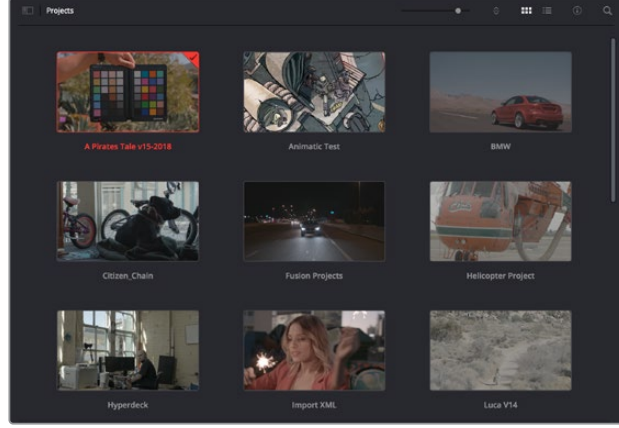 Projects
A Pirates Tale v15-2018
Animatic Test
BMW
Citizen_Chain
Fusion Projects
Helicopter Project
Hyperdeck
Import XML
Luca V14